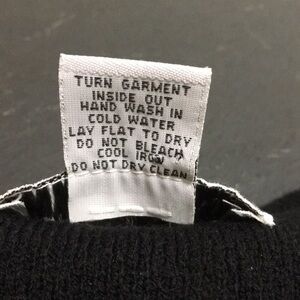 TURN GARMENT
INSIDE OUT
HAND WASH IN
COLD WATER
LAY FLAT TO DRY
DO NOT BLEACH
COOL IRON
DO NOT DRY CLEAN